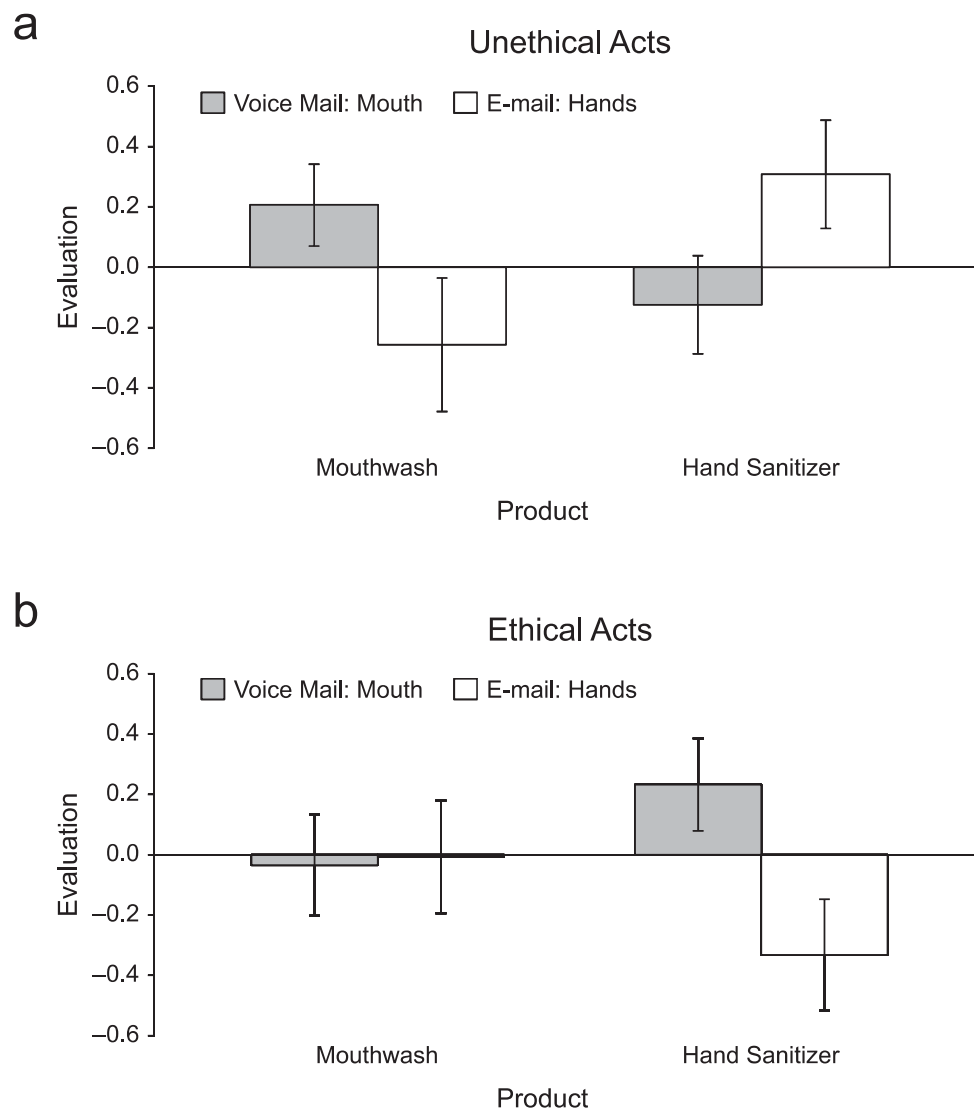 a
Unethical Acts
0.6
Voice Mail: Mouth
E-mail: Hands
0.4
0.2
0.0
–0.2
–0.4
–0.6
Evaluation
Mouthwash
Hand Sanitizer
Product
b
Ethical Acts
0.6
Voice Mail: Mouth
E-mail: Hands
0.4
0.2
0.0
–0.2
–0.4
–0.6
Evaluation
Mouthwash
Hand Sanitizer
Product